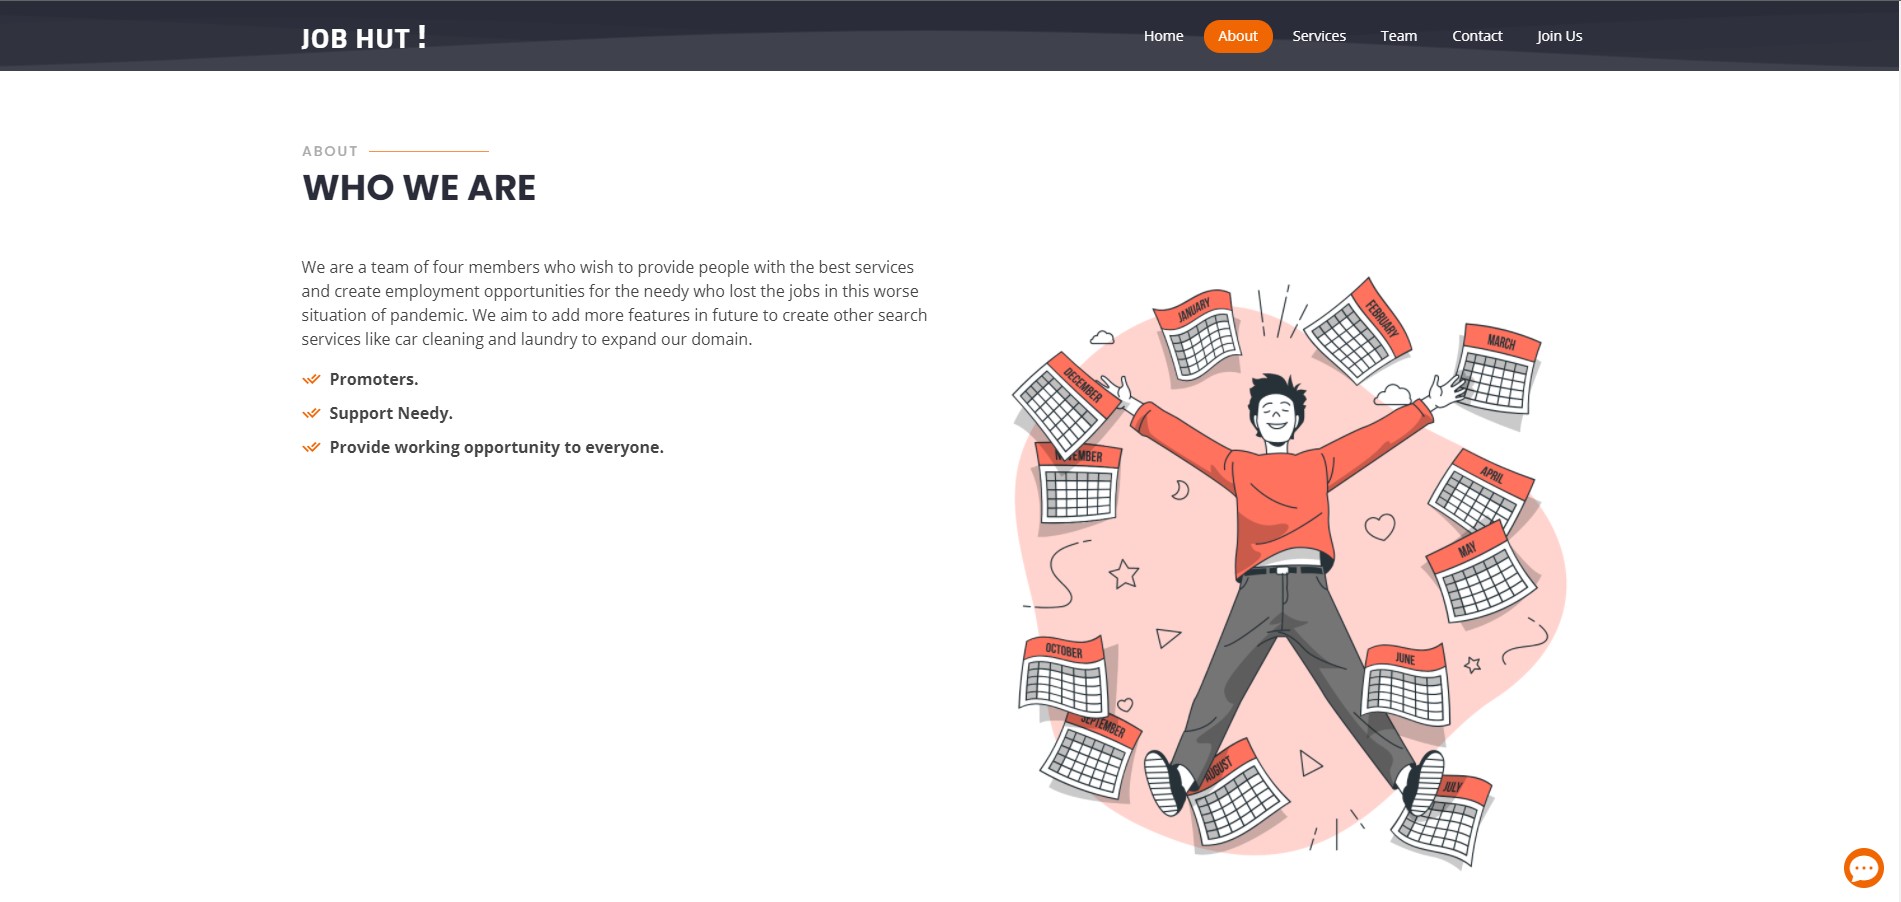 JOB HUT !
Home About Services Team Contact Join Us
ABOUT
WHO WE ARE
We are a team of four members who wish to provide people with the best services
and create employment opportunities for the needy who lost the jobs in this worse
situation of pandemic. We aim to add more features in future to create other search
services like car cleaning and laundry to expand our domain.
Promoters.
Support Needy.
Provide working opportunity to everyone.
JANUARY
FEBRUARY
MARCH
DECEMBER
NOVEMBER
APRIL
MAY
OCTOBER
JUNE
SEPTEMBER
AUGUST
JULY